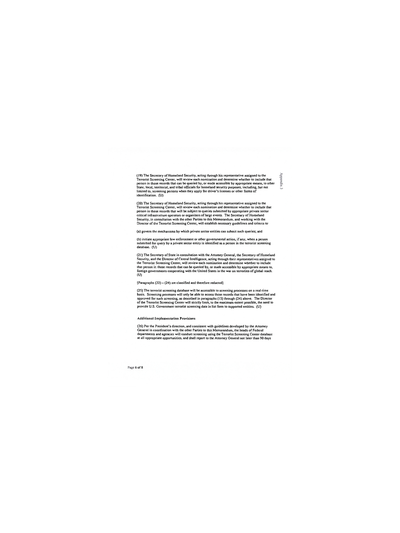 (19) The Secretary of Homeland Security, acting through his representative assigned to the
Terrorist Screening Center, will review each nomination and determine whether to include that
person in those records that can be queried by, or made accessible by appropriate means, to other
State, local, territorial, and tribal officials for homeland security purposes, including, but not
limited to, screening persons when they apply for driver's licenses or other forms of
identification. (U)
(20) The Secretary of Homeland Security, acting through his representative assigned to the
Terrorist Screening Center, will review each nomination and determine whether to include that
person in those records that will be subject to queries submitted by appropriate private sector
critical infrastructure operators or organizers of large events. The Secretary of Homeland
Security, in consultation with the other Parties to this Memorandum, and working with the
Director of the Terrorist Screening Center, will establish necessary guidelines and criteria to
(a) govern the mechanisms by which private sector entities can submit such queries; and
(b) initiate appropriate law enforcement or other governmental action, if any, when a person
submitted for query by a private sector entity is identified as a person in the terrorist screening
database. (U)
(21) The Secretary of State in consultation with the Attorney General, the Secretary of Homeland
Security, and the Director of Central Intelligence, acting through their representatives assigned to
the Terrorist Screening Center, will review each nomination and determine whether to include
that person in those records that can be queried by, or made accessible by appropriate means to,
foreign governments cooperating with the United States in the war on terrorists of global reach.
(U)
(Paragraphs (22) – (24) are classified and therefore redacted)
(25) The terrorist screening database will be accessible to screening processes on a real-time
basis. Screening processes will only be able to access those records that have been identified and
approved for such screening, as described in paragraphs (15) through (24) above. The Director
of the Terrorist Screening Center will strictly limit, to the maximum extent possible, the need to
provide U.S. Government terrorist screening data in list form to supported entities. (U)
Additional Implementation Provisions
(26) For the President's direction, and consistent with guidelines developed by the Attorney
General in coordination with the other Parties to this Memorandum, the heads of Federal
departments and agencies will conduct screening using the Terrorist Screening Center database
at all appropriate opportunities, and shall report to the Attorney General not later than 90 days
Page 4 of 5